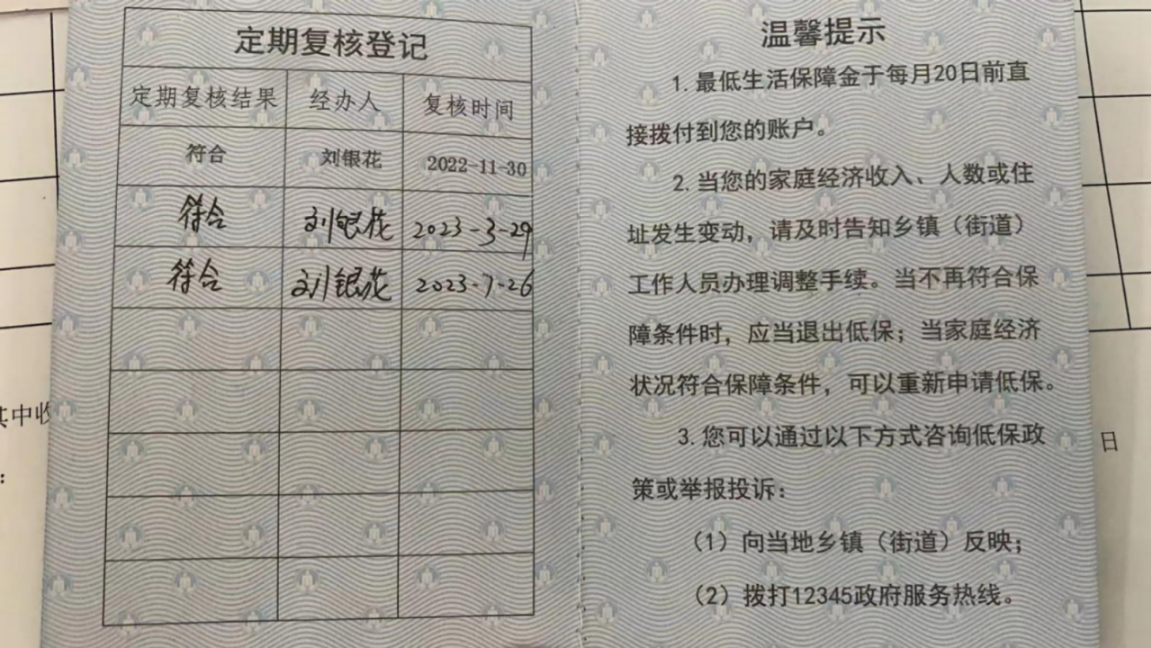 定期复核登记
定期复核结果 经办人 复核时间
符合 刘银花 2022-11-30
符合 刘银花 2023-3-29
符合 刘银花 2023-7-26
温馨提示
1.最低生活保障金于每月20日前直
接拨付到您的账户。
2.当您的家庭经济收入、人数或住
址发生变动，请及时告知乡镇（街道）
工作人员办理调整手续。当不再符合保
障条件时，应当退出低保；当家庭经济
状况符合保障条件，可以重新申请低保。
3.您可以通过以下方式咨询低保政
策或举报投诉：
（1）向当地乡镇（街道）反映；
（2）拨打12345政府服务热线。
其中收
：
日